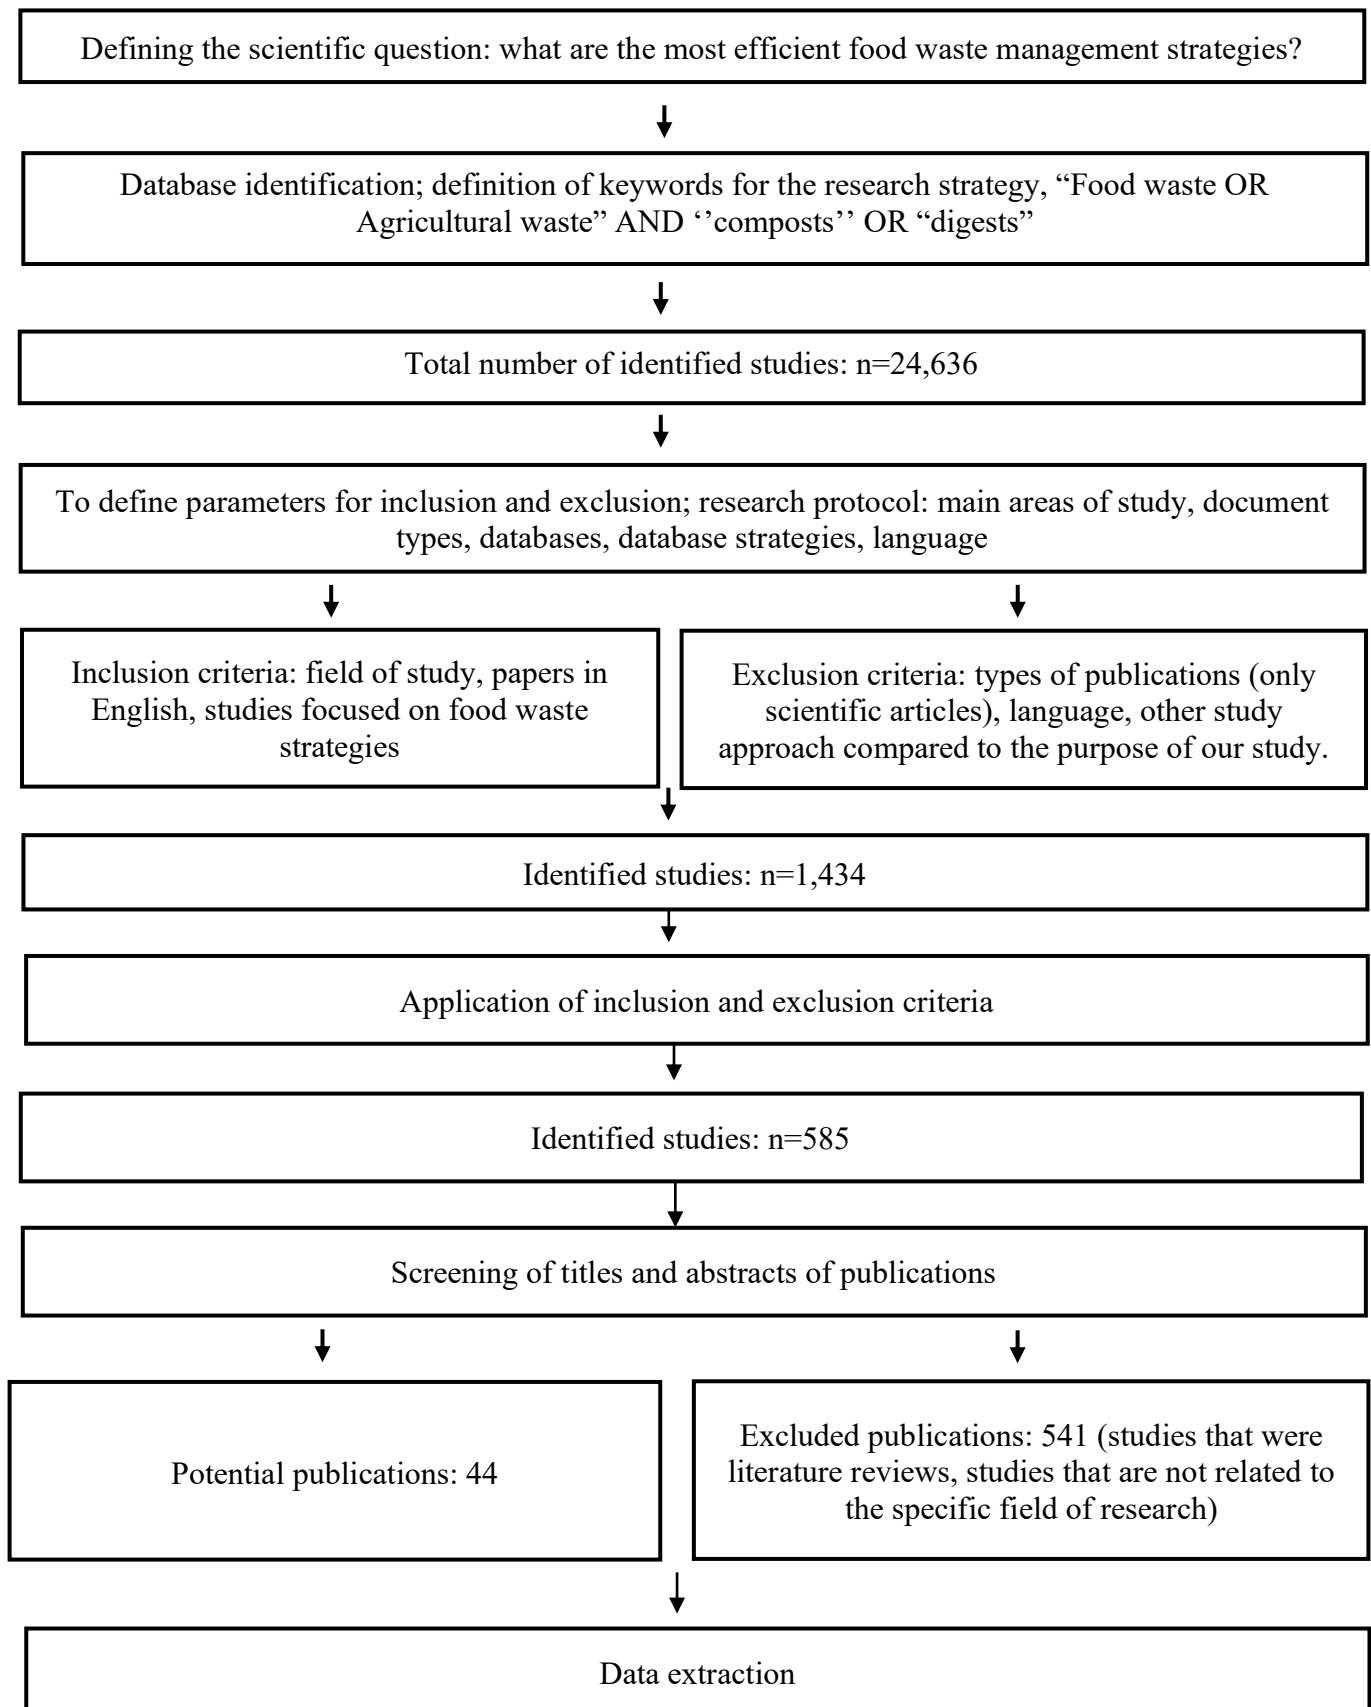 Defining the scientific question: what are the most efficient food waste management strategies?
Database identification; definition of keywords for the research strategy, “Food waste OR
Agricultural waste” AND ‘’composts’’ OR “digests”
Total number of identified studies: n=24,636
To define parameters for inclusion and exclusion; research protocol: main areas of study, document
types, databases, database strategies, language
Inclusion criteria: field of study, papers in
English, studies focused on food waste
strategies
Exclusion criteria: types of publications (only
scientific articles), language, other study
approach compared to the purpose of our study.
Identified studies: n=1,434
Application of inclusion and exclusion criteria
Identified studies: n=585
Screening of titles and abstracts of publications
Potential publications: 44
Excluded publications: 541 (studies that were
literature reviews, studies that are not related to
the specific field of research)
Data extraction